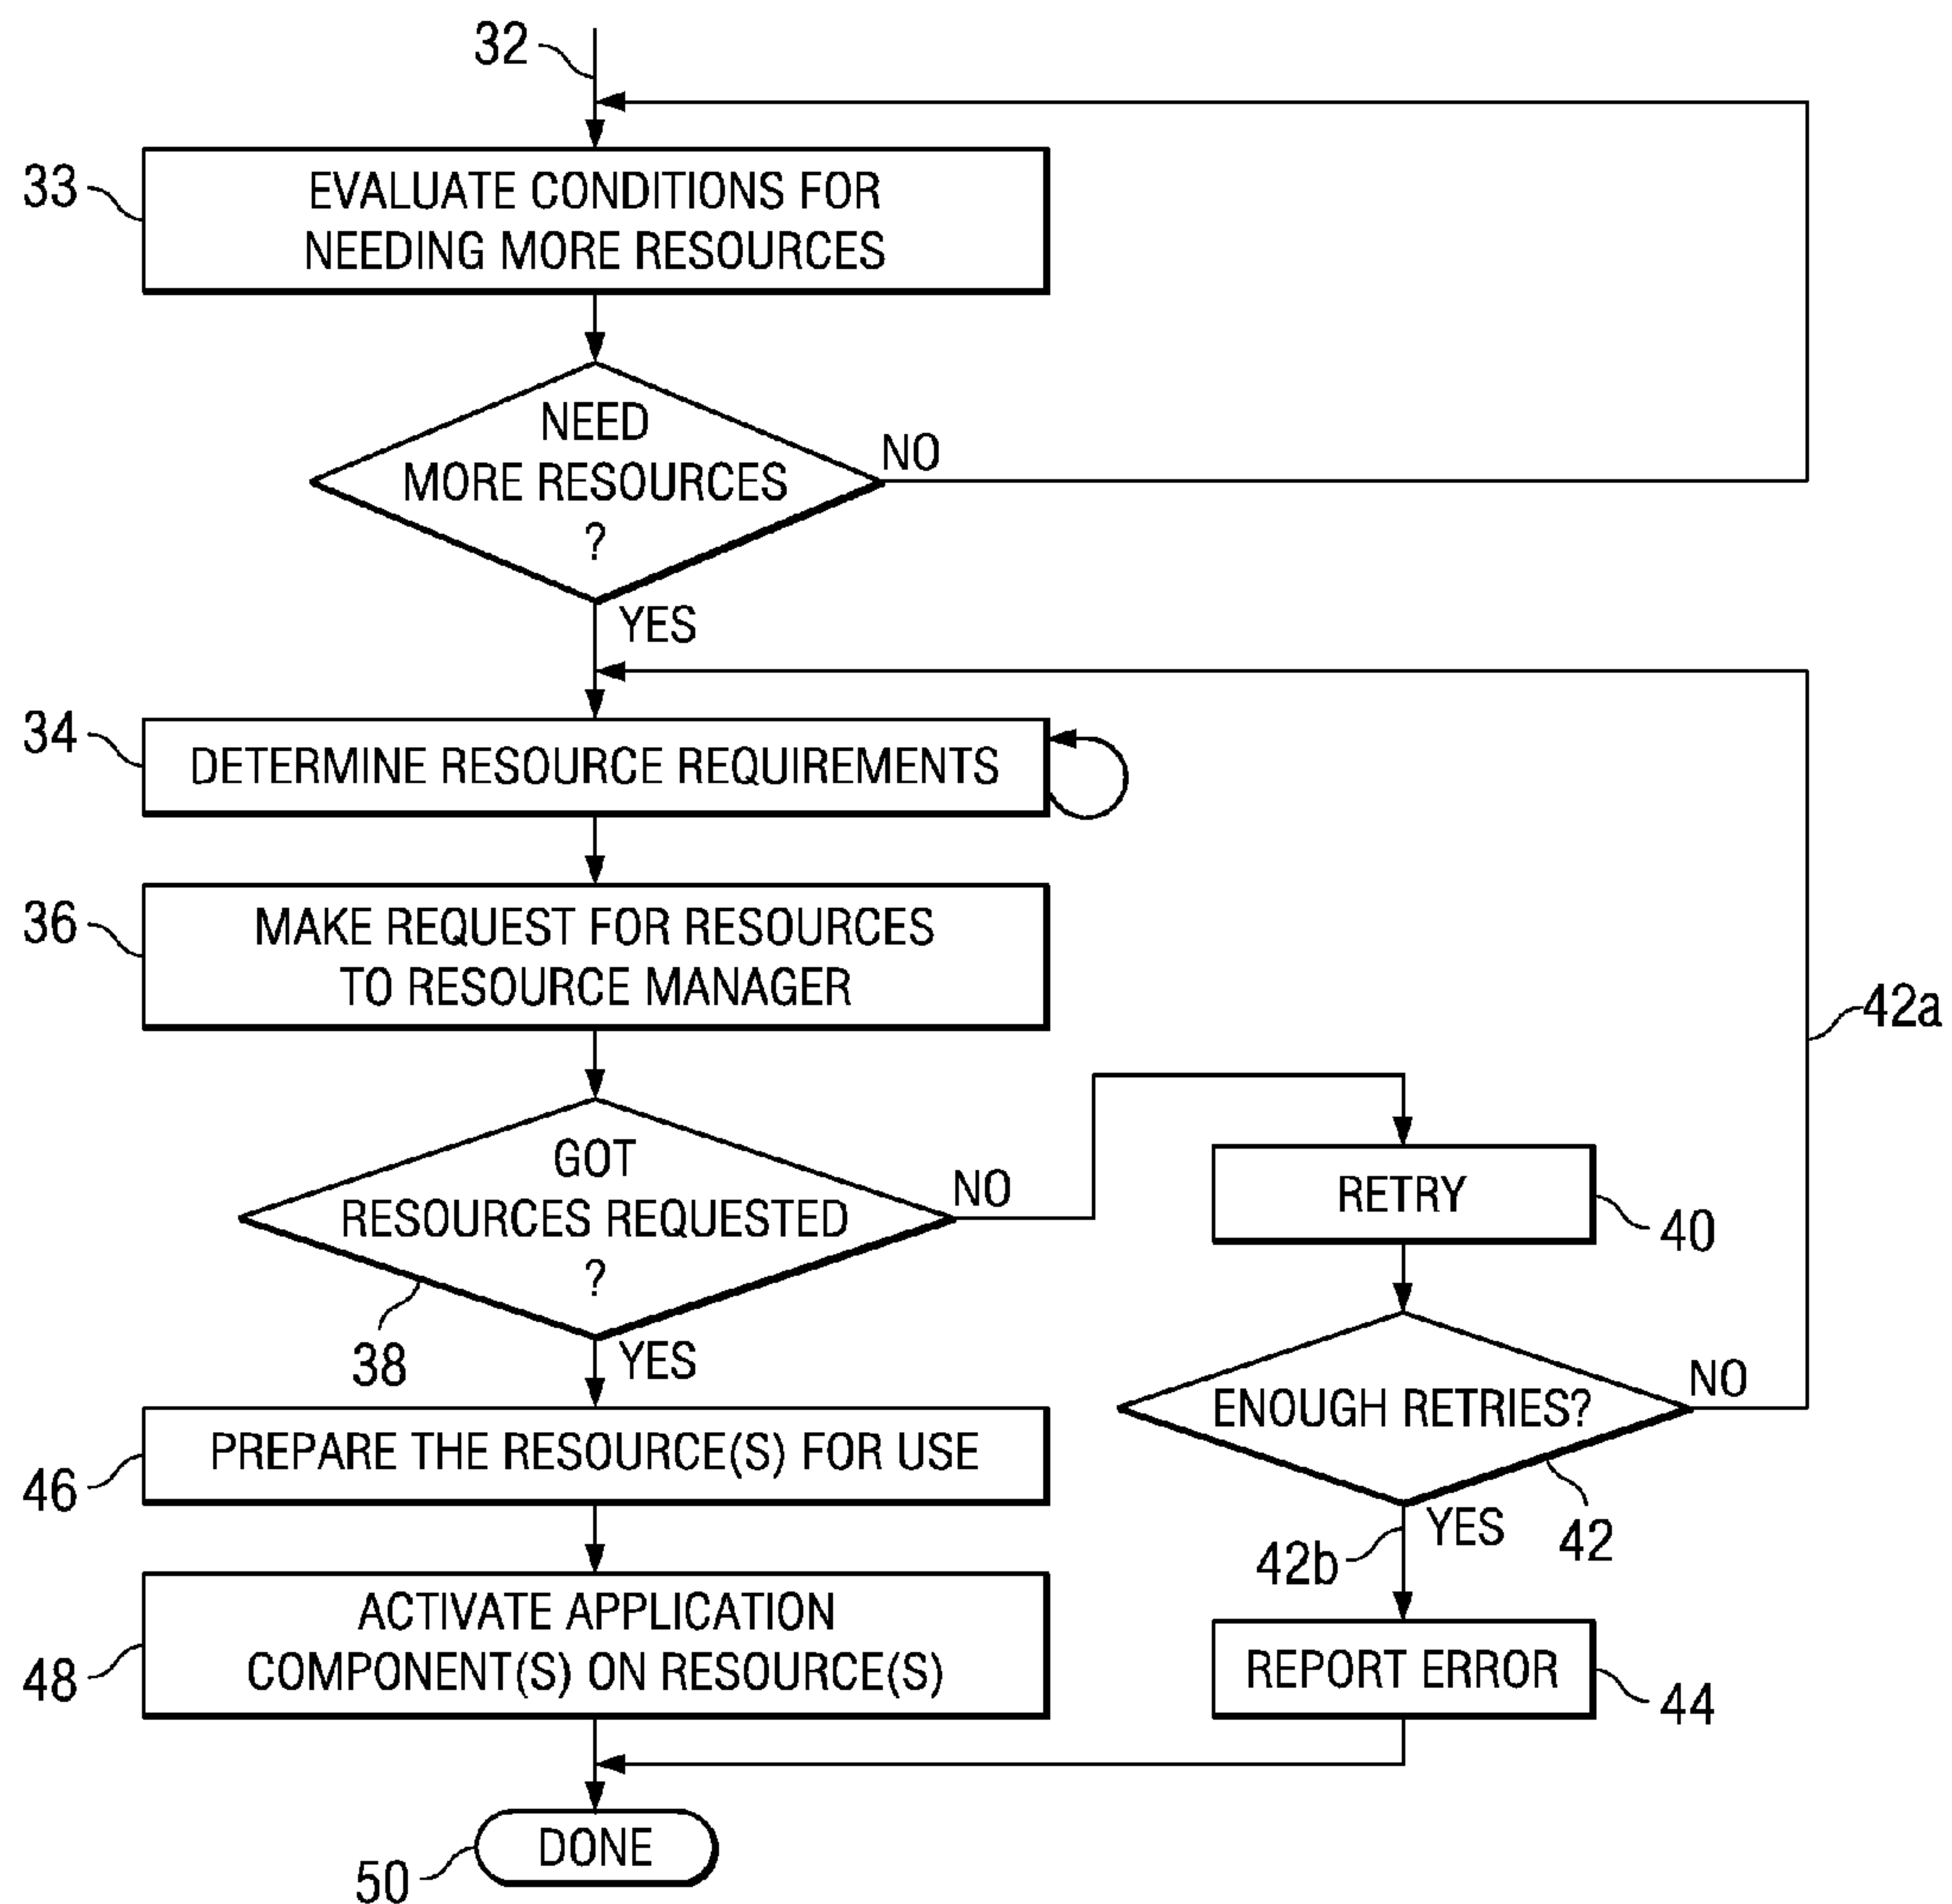 32
33
EVALUATE CONDITIONS FOR
NEEDING MORE RESOURCES
NEED
MORE RESOURCES
?
NO
YES
34
DETERMINE RESOURCE REQUIREMENTS
36
MAKE REQUEST FOR RESOURCES
TO RESOURCE MANAGER
42a
GOT
RESOURCES REQUESTED
?
NO
38
YES
RETRY
40
ENOUGH RETRIES?
NO
42
YES
42b
46
PREPARE THE RESOURCE(S) FOR USE
48
ACTIVATE APPLICATION
COMPONENT(S) ON RESOURCE(S)
REPORT ERROR
44
DONE
50